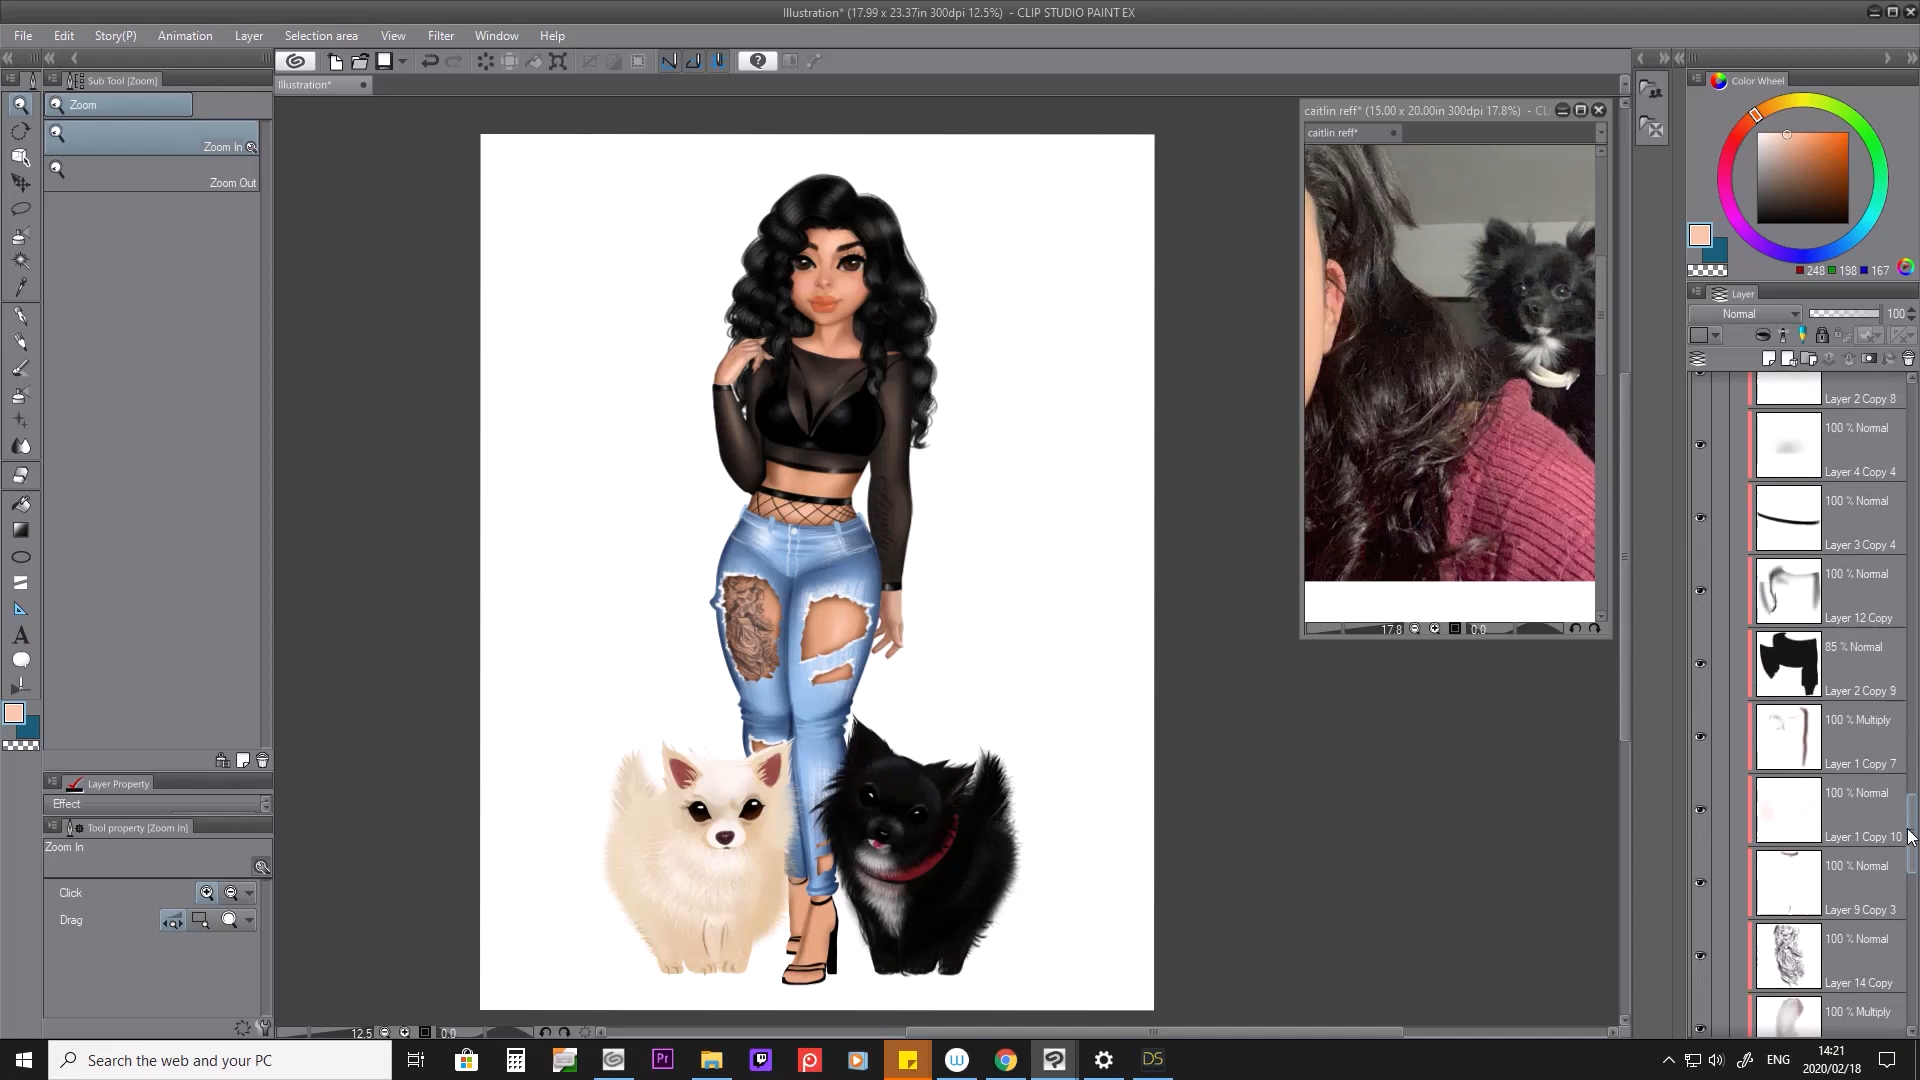 Illustration* (17.99 x 23.37in 300dpi 12.5%) - CLIP STUDIO PAINT EX
File Edit Story(P) Animation Layer Selection area View Filter Window Help
Sub Tool [Zoom]
Zoom
Zoom In
Zoom Out
Layer Property
Effect
Tool property [Zoom In]
Zoom In
Click
Drag
Illustration*
12.5
0.0
caitlin reff* (15.00 x 20.00in 300dpi 17.8%) - CL
caitlin reff*
17.8
0.0
Color Wheel
248 198 167
Layer
Normal
100
Layer 2 Copy 8
100 % Normal
Layer 4 Copy 4
100 % Normal
Layer 3 Copy 4
100 % Normal
Layer 12 Copy
85 % Normal
Layer 2 Copy 9
100 % Multiply
Layer 1 Copy 7
100 % Normal
Layer 1 Copy 10
100 % Normal
Layer 9 Copy 3
100 % Normal
Layer 14 Copy
100 % Multiply
A
Search the web and your PC
Pr
DS
ENG
14:21
2020/02/18